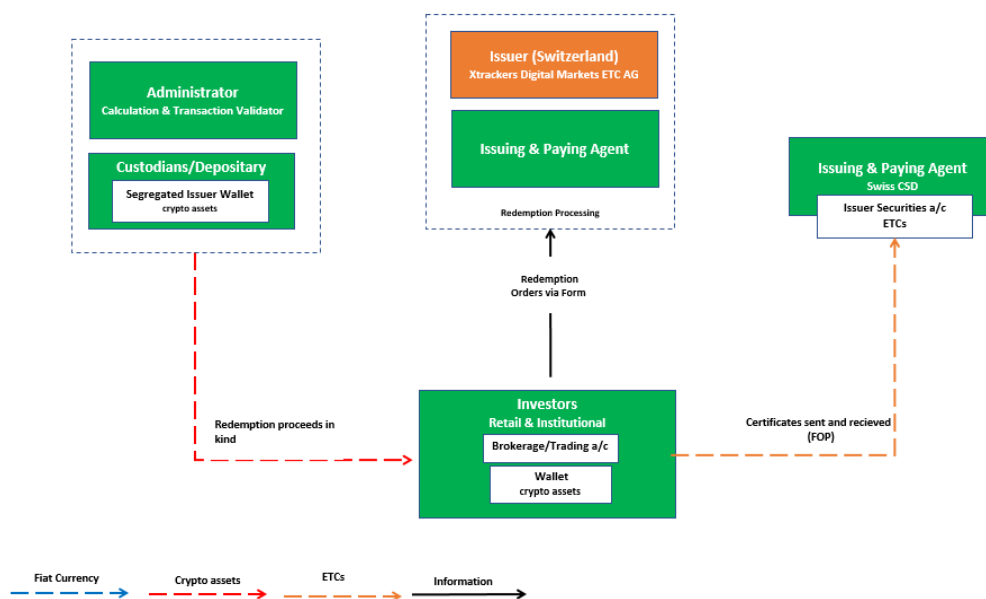 Administrator
Calculation & Transaction Validator
Custodians/Depositary
Segregated Issuer Wallet
crypto assets
Issuer (Switzerland)
Xtrackers Digital Markets ETC AG
Issuing & Paying Agent
Redemption Processing
Issuing & Paying Agent
Swiss CSD
Issuer Securities a/c
ETCs
Redemption
Orders via Form
Redemption proceeds in
kind
Investors
Retail & Institutional
Brokerage/Trading a/c
Wallet
crypto assets
Certificates sent and recieved
(FOP)
Fiat Currency
Crypto assets
ETCs
Information